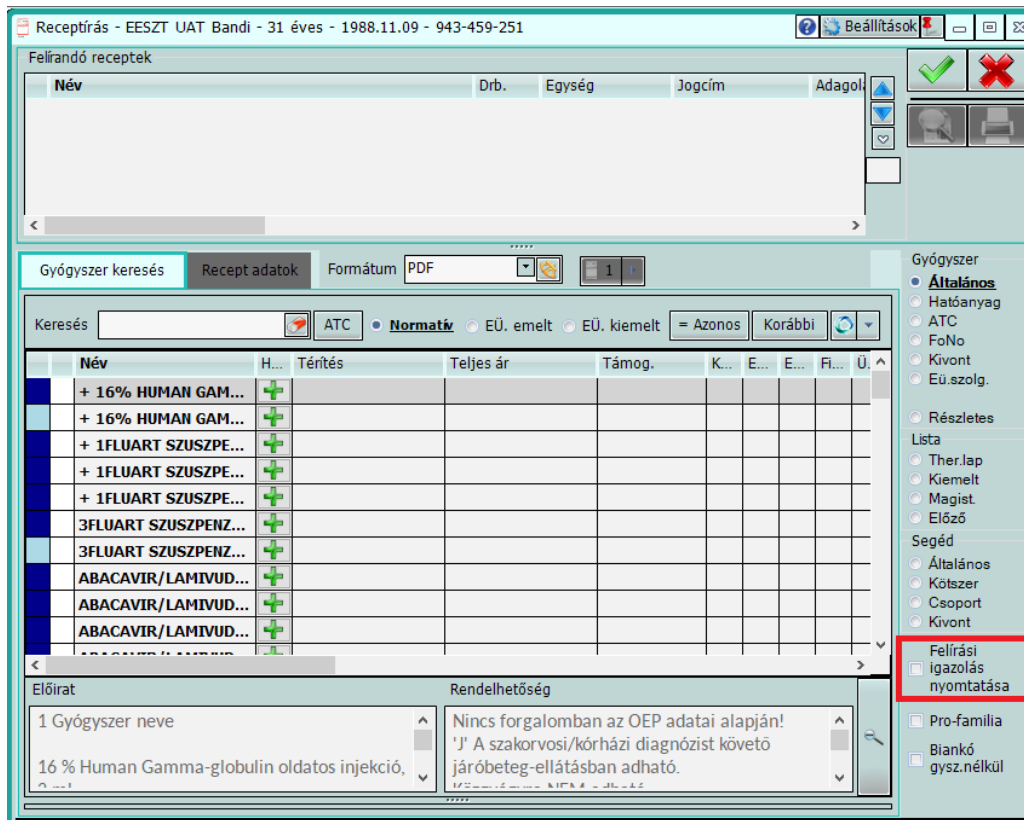 Receptírás - EESZT UAT Bandi - 31 éves - 1988.11.09 - 943-459-251
Beállítások
Felírandó receptek
Név Drb. Egység Jogcím Adagolá
Gyógyszer keresés Recept adatok Formátum PDF 1
Keresés ATC Normatív EÜ. emelt EÜ. kiemelt = Azonos Korábbi
Név H... Térítés Teljes ár Támog. K... E... E... Fi... Ü.
+ 16% HUMAN GAM...
+ 16% HUMAN GAM...
+ 1FLUART SZUSZPE...
+ 1FLUART SZUSZPE...
+ 1FLUART SZUSZPE...
3FLUART SZUSZPENZ...
3FLUART SZUSZPENZ...
ABACAVIR/LAMIVUD...
ABACAVIR/LAMIVUD...
ABACAVIR/LAMIVUD...
Előirat
1 Gyógyszer neve
16 % Human Gamma-globulin oldatos injekció,
Rendelhetőség
Nincs forgalomban az OEP adatai alapján!
'J' A szakorvosi/kórházi diagnózist követő
járóbeteg-ellátásban adható.
Gyógyszer
Általános
Hatóanyag
ATC
FoNo
Kivont
Eü.szolg.
Részletes
Lista
Ther.lap
Kiemelt
Magist.
Előző
Segéd
Általános
Kötszer
Csoport
Kivont
Felírási
igazolás
nyomtatása
Pro-familia
Biankó
gysz.nélkül